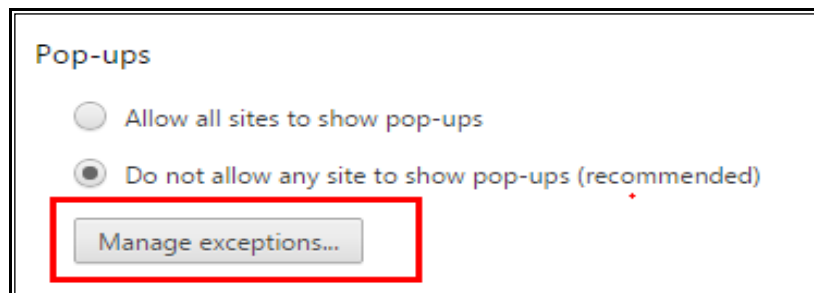 Pop-ups
Allow all sites to show pop-ups
Do not allow any site to show pop-ups (recommended)
Manage exceptions...